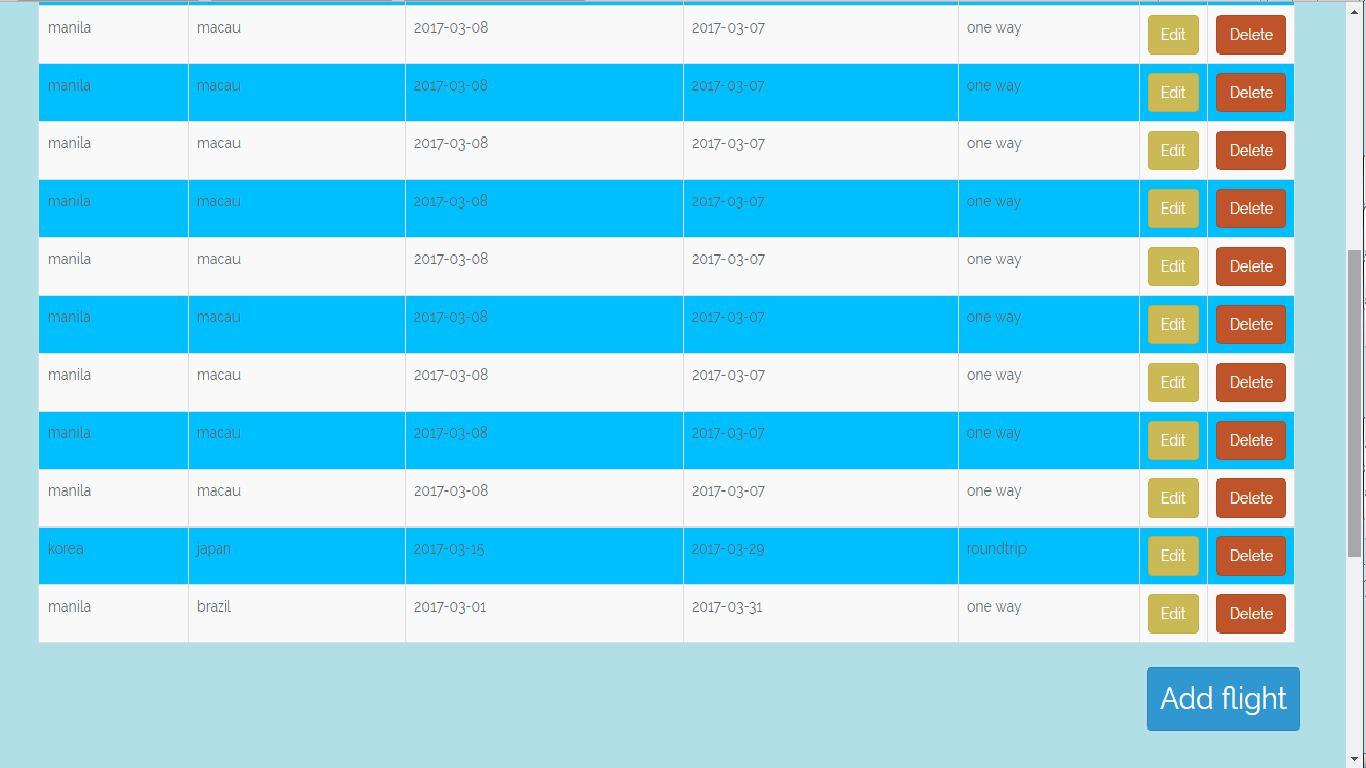 manila macau 2017-03-08 2017-03-07 one way Edit Delete
manila macau 2017-03-08 2017-03-07 one way Edit Delete
manila macau 2017-03-08 2017-03-07 one way Edit Delete
manila macau 2017-03-08 2017-03-07 one way Edit Delete
manila macau 2017-03-08 2017-03-07 one way Edit Delete
manila macau 2017-03-08 2017-03-07 one way Edit Delete
manila macau 2017-03-08 2017-03-07 one way Edit Delete
manila macau 2017-03-08 2017-03-07 one way Edit Delete
manila macau 2017-03-08 2017-03-07 one way Edit Delete
korea japan 2017-03-15 2017-03-29 roundtrip Edit Delete
manila brazil 2017-03-01 2017-03-31 one way Edit Delete
Add flight